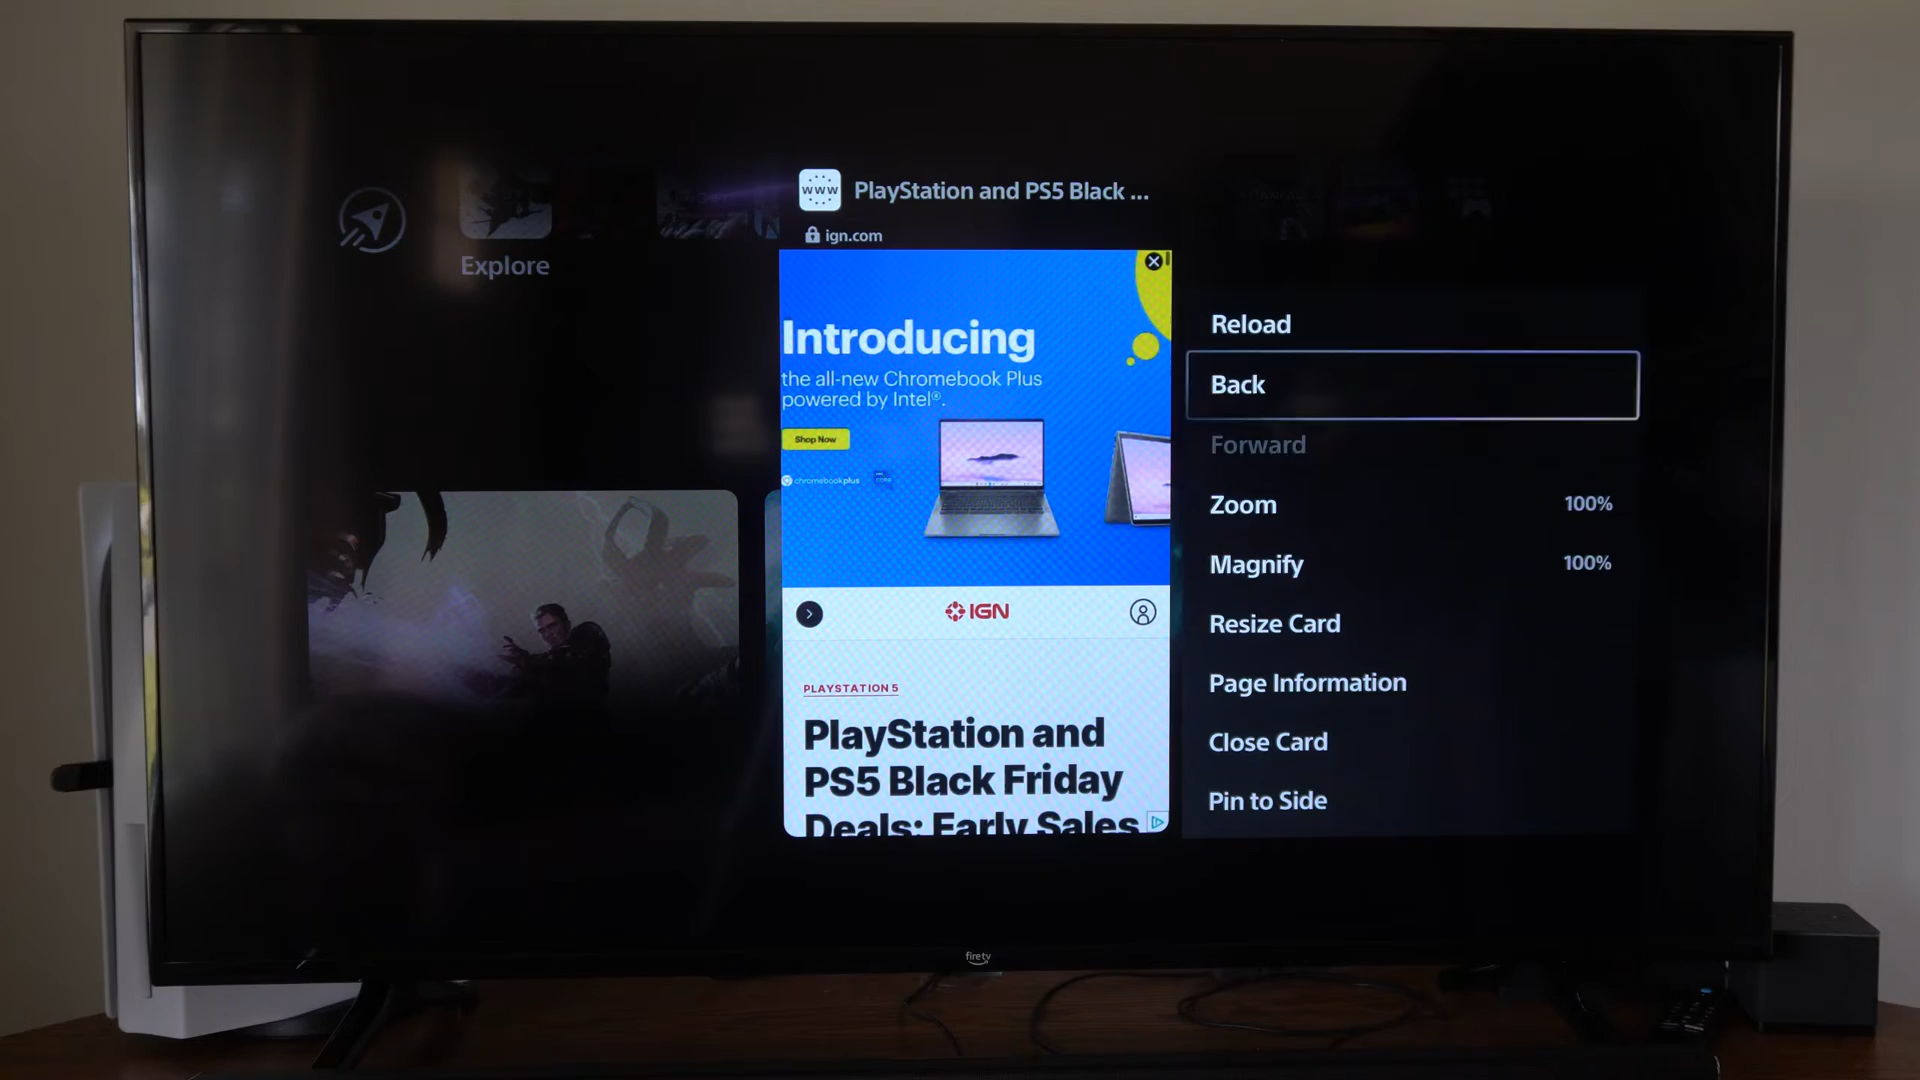 www
PlayStation and PS5 Black ...
ign.com
Explore
Introducing
the all-new Chromebook Plus
powered by Intel®.
Shop Now
chromebookplus
IGN
PLAYSTATION 5
PlayStation and
PS5 Black Friday
Deals: Early Sales
Reload
Back
Forward
Zoom 100%
Magnify 100%
Resize Card
Page Information
Close Card
Pin to Side
firetv